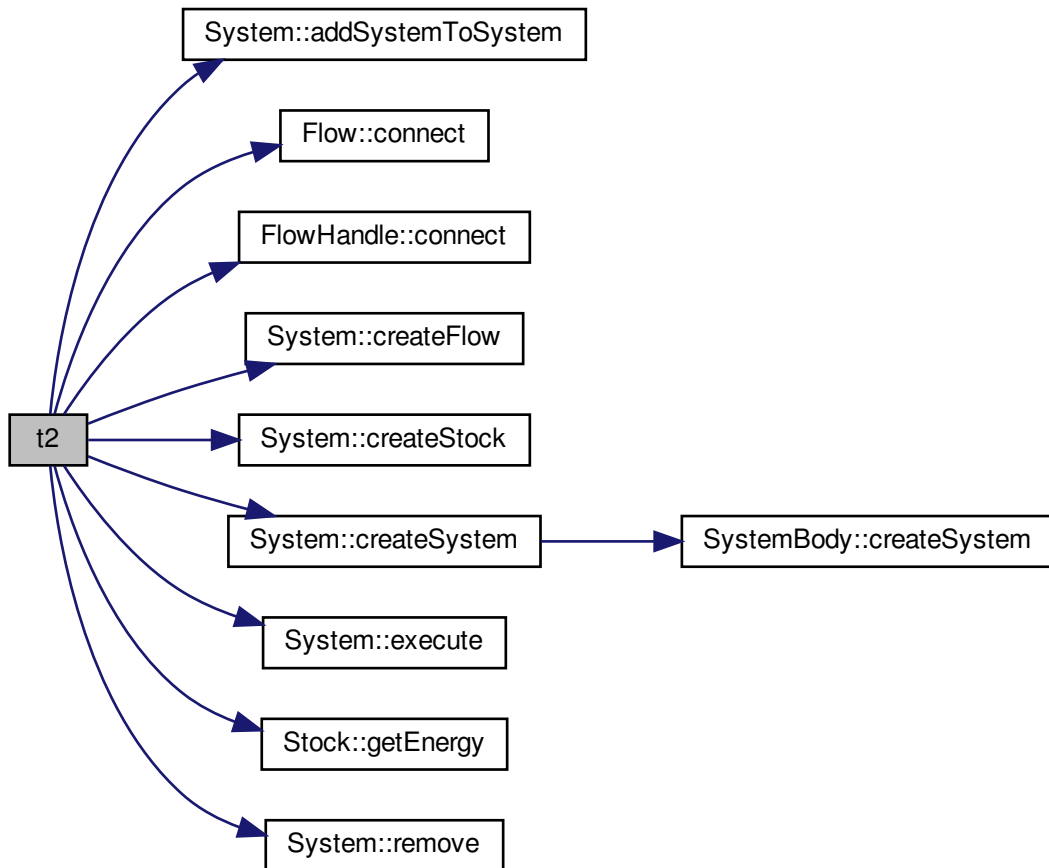 System::addSystemToSystem
Flow::connect
FlowHandle::connect
System::createFlow
t2
System::createStock
System::createSystem
SystemBody::createSystem
System::execute
Stock::getEnergy
System::remove